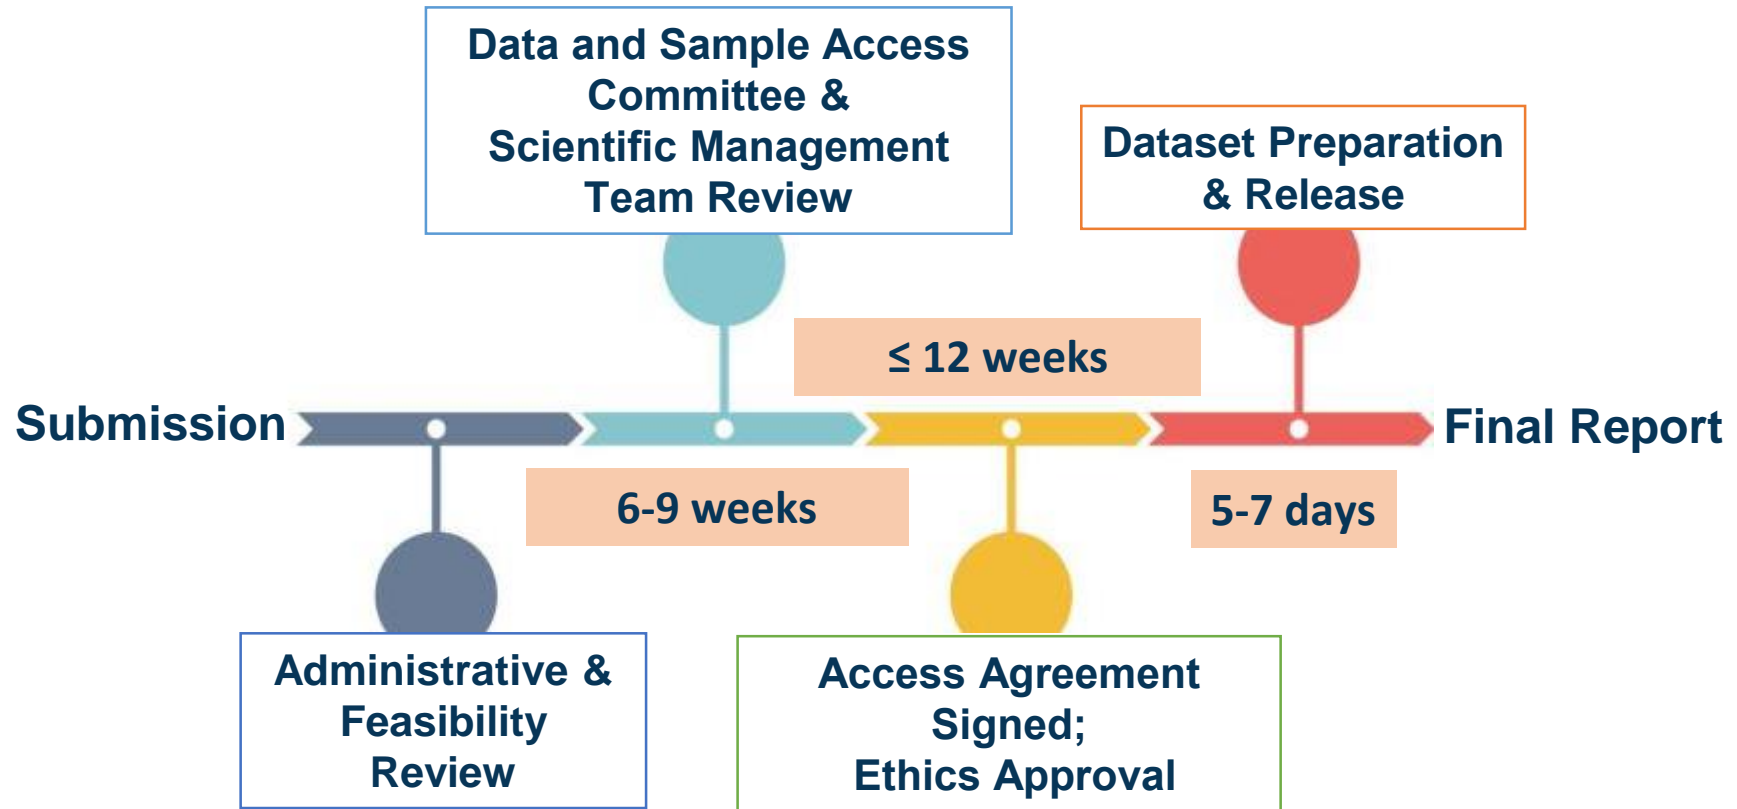 Data and Sample Access
Committee &
Scientific Management
Team Review
Dataset Preparation
& Release
≤ 12 weeks
Submission
Final Report
6-9 weeks
5-7 days
Administrative &
Feasibility
Review
Access Agreement
Signed;
Ethics Approval